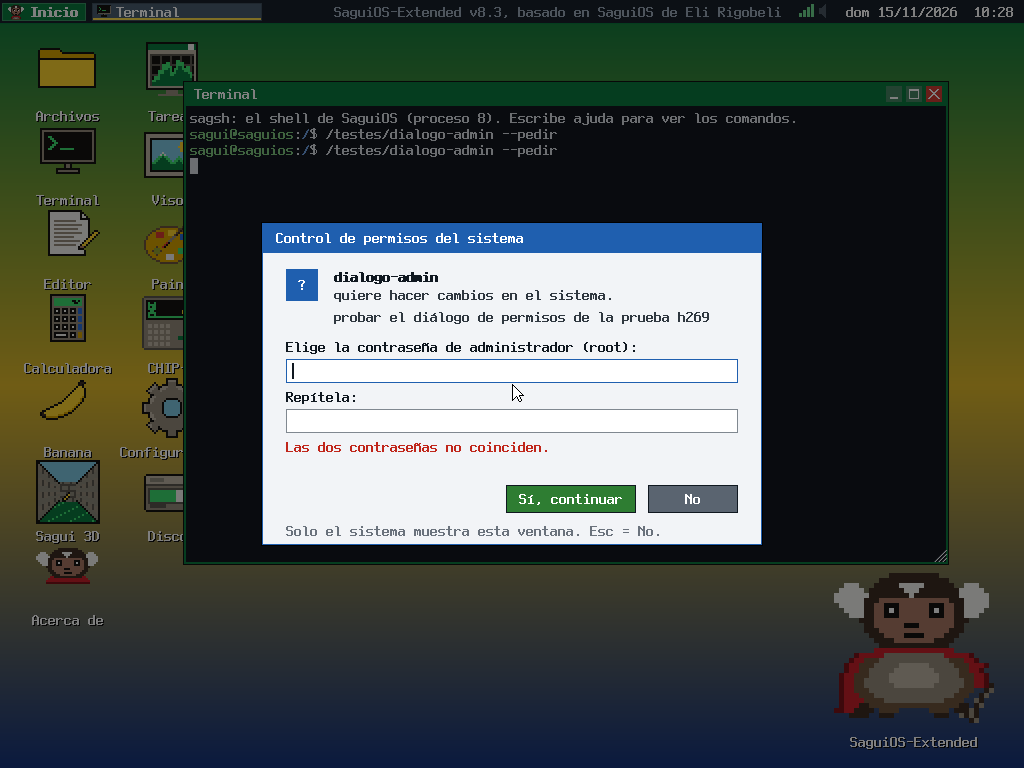 Inicio
Terminal
SaguiOS-Extended v8.3, basado en SaguiOS de Eli Rigobeli
dom 15/11/2026
10:28
Archivos
Terminal
Editor
Calculadora
Banana
Sagui 3D
Acerca de
Terminal
sagsh: el shell de SaguiOS (proceso 8). Escribe ajuda para ver los comandos.
sagui@saguios:/$ /testes/dialogo-admin --pedir
sagui@saguios:/$ /testes/dialogo-admin --pedir
Control de permisos del sistema
?
dialogo-admin
quiere hacer cambios en el sistema.
probar el diálogo de permisos de la prueba h269
Elige la contraseña de administrador (root):
Repítela:
Las dos contraseñas no coinciden.
Sí, continuar
No
Solo el sistema muestra esta ventana. Esc = No.
SaguiOS-Extended